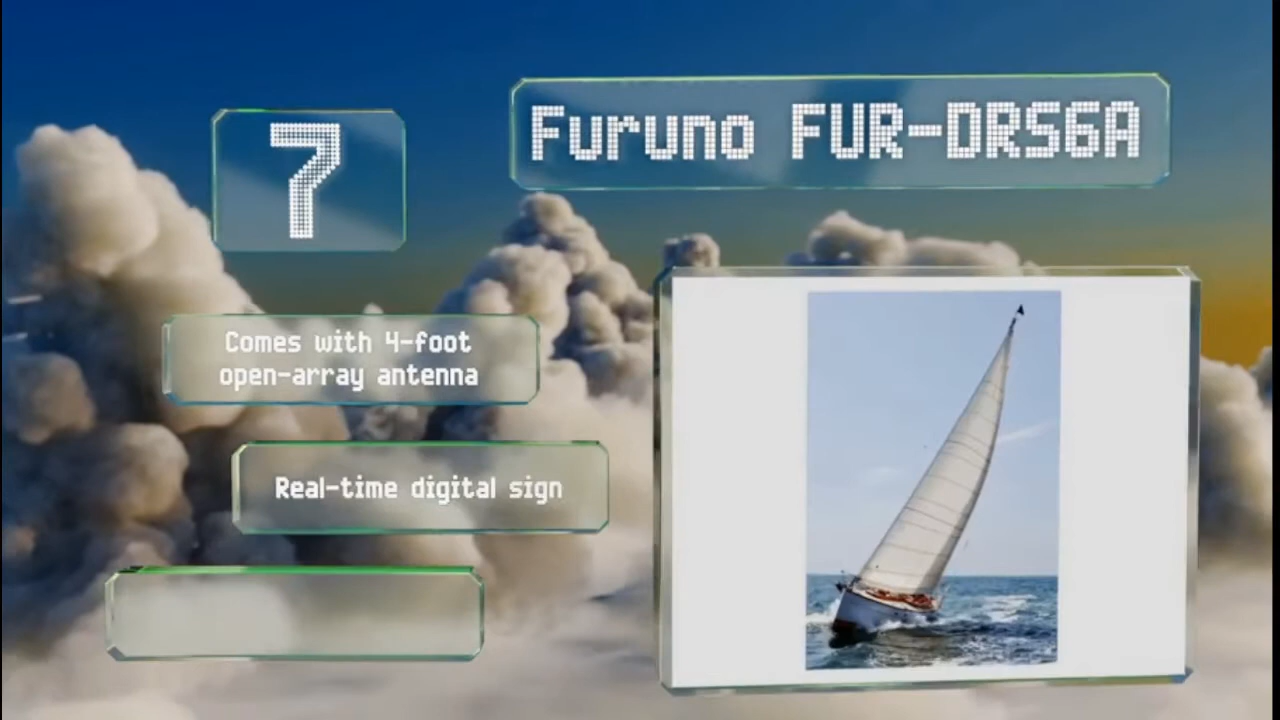 7
Furuno FUR-DRS6A
Comes with 4-foot
open-array antenna
Real-time digital sign